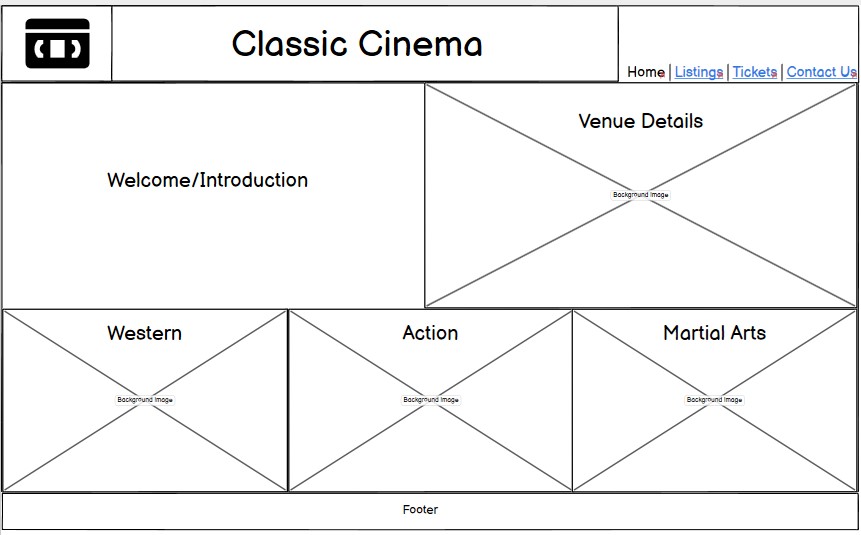 Classic Cinema
Home | Listings | Tickets | Contact Us
Welcome/Introduction
Venue Details
Background Image
Western
Background Image
Action
Background Image
Martial Arts
Background Image
Footer